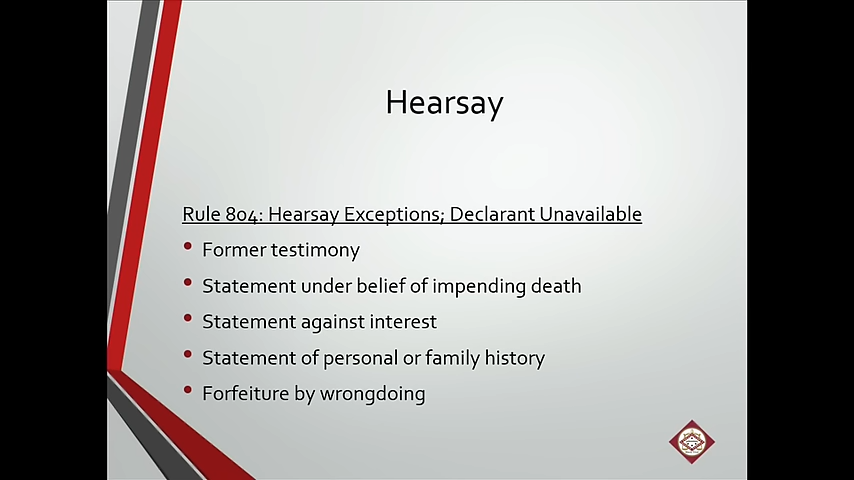 Hearsay
Rule 804: Hearsay Exceptions; Declarant Unavailable
• Former testimony
• Statement under belief of impending death
• Statement against interest
• Statement of personal or family history
• Forfeiture by wrongdoing